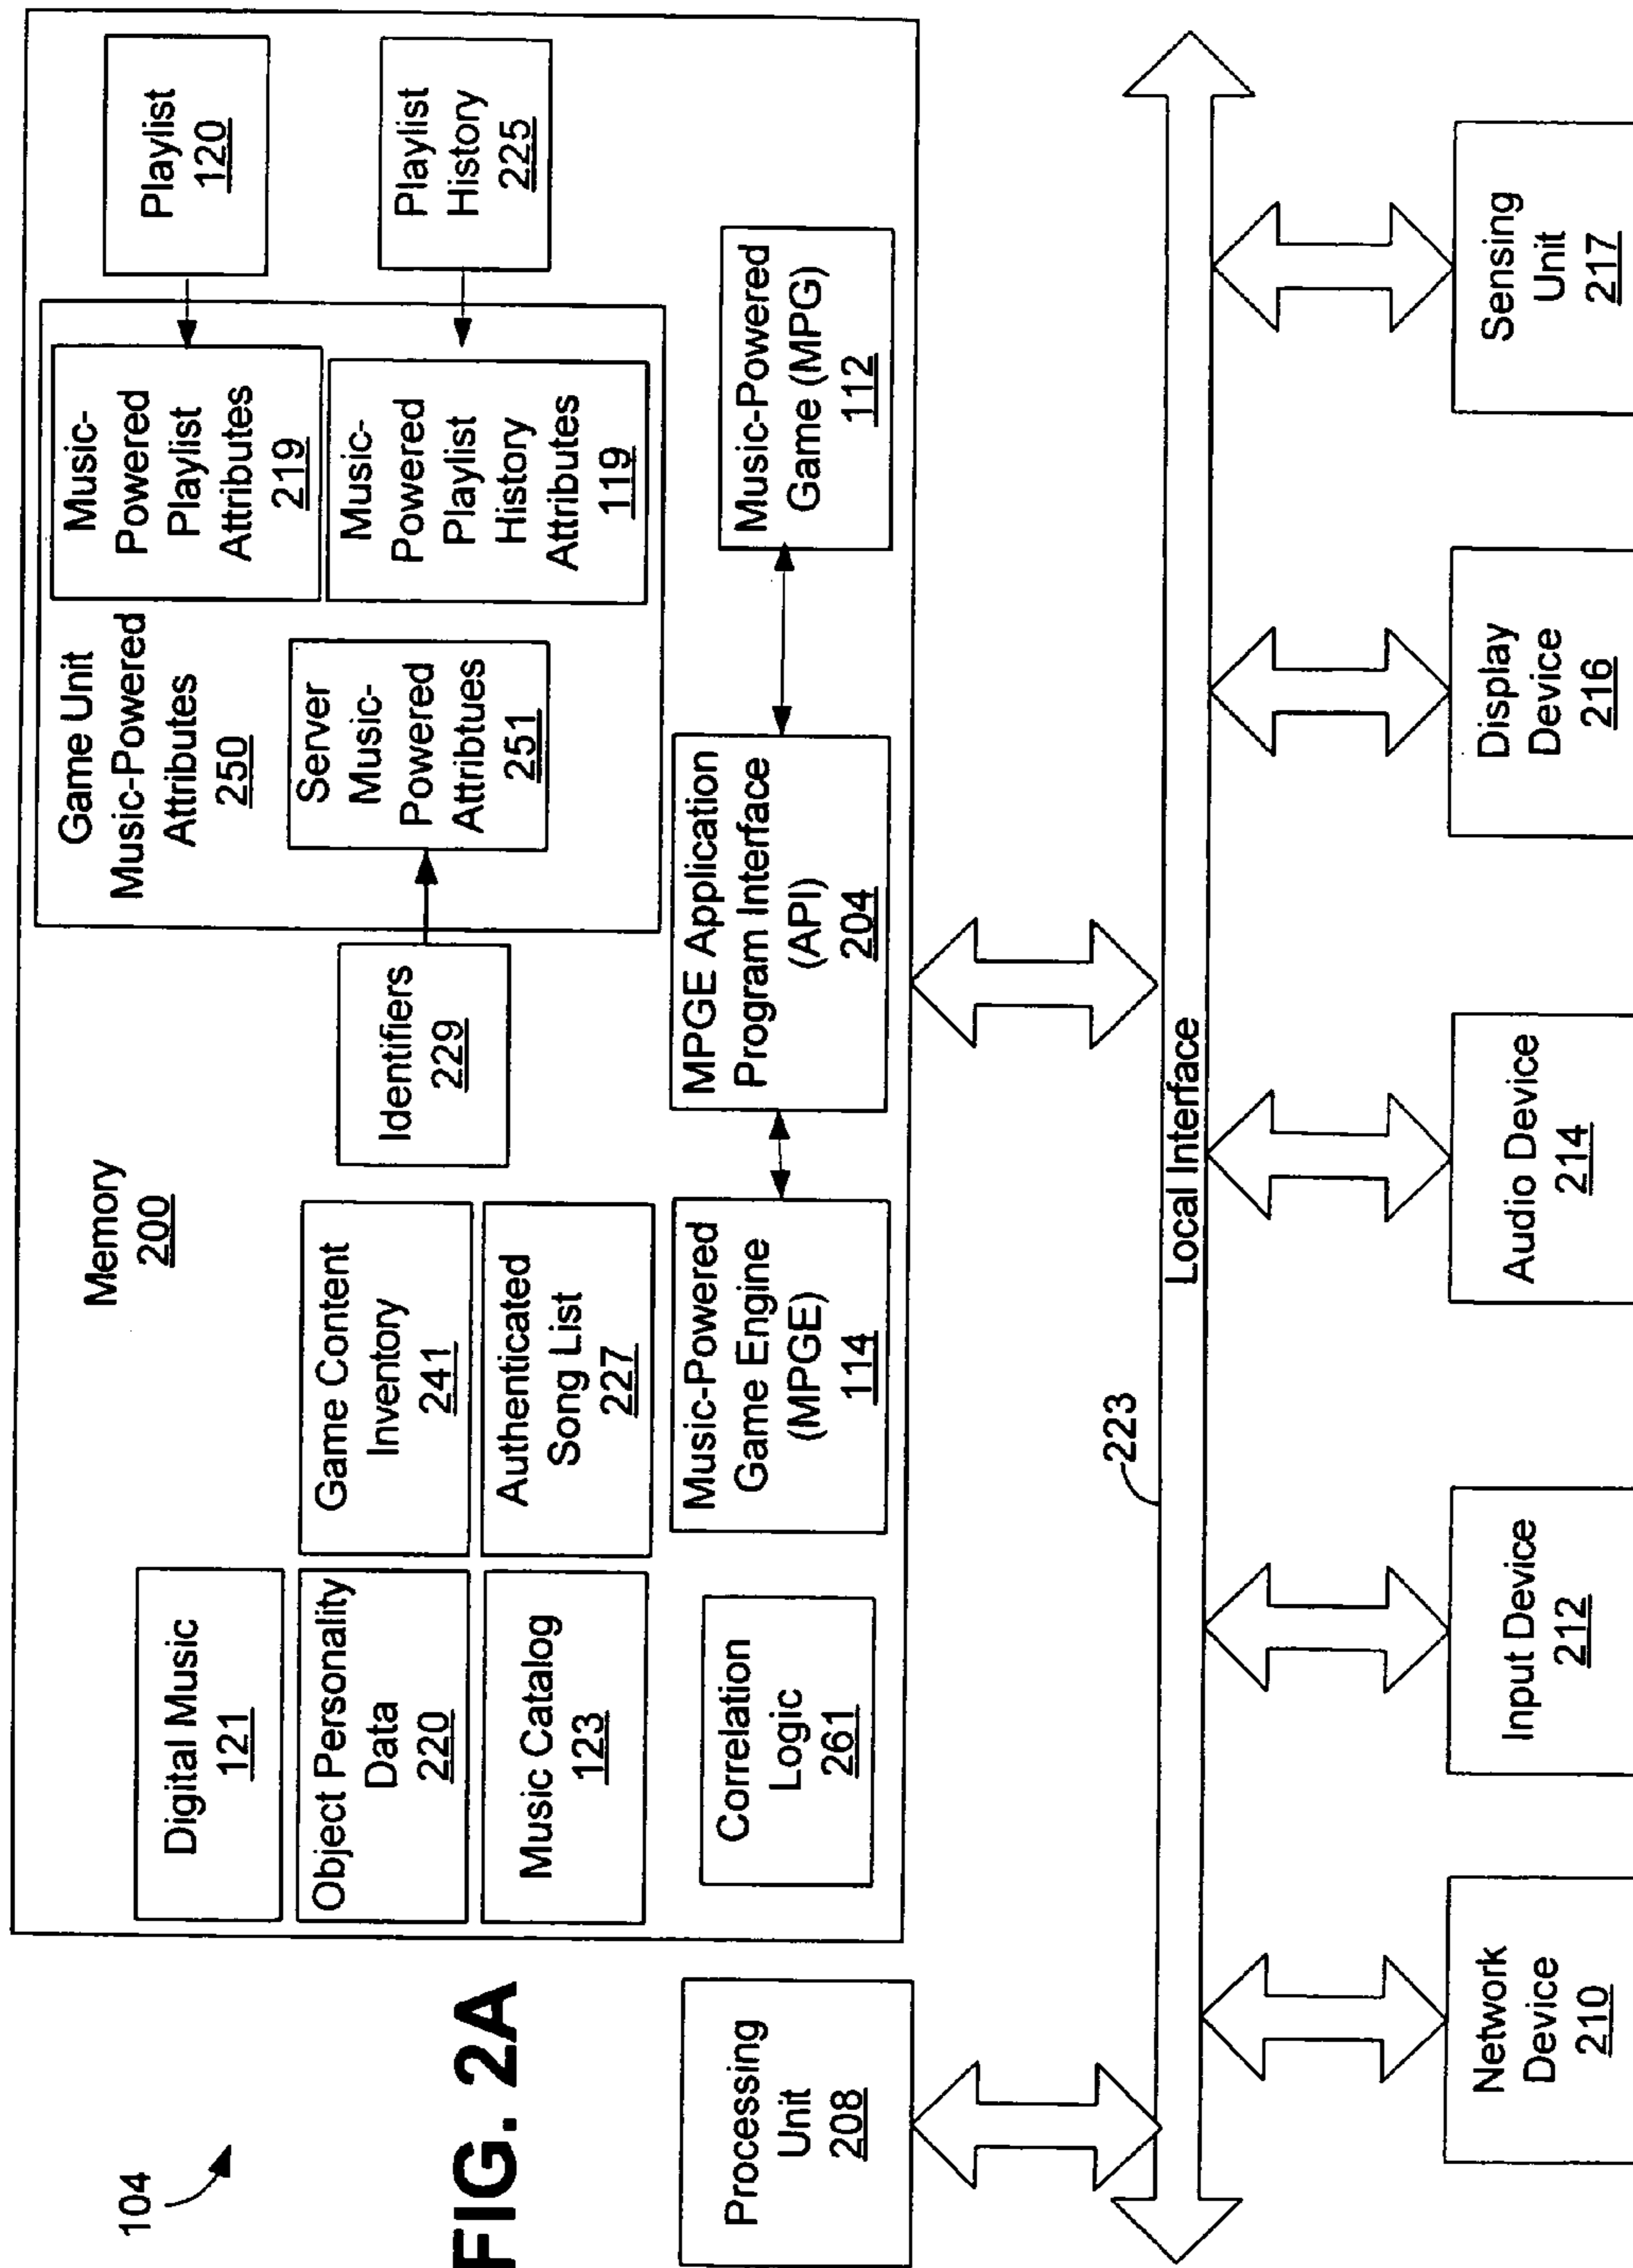 104
FIG. 2A
Memory
200
Digital Music
121
Object Personality
Data
220
Music Catalog
123
Correlation
Logic
261
Game Content
Inventory
241
Authenticated
Song List
227
Music-Powered
Game Engine
(MPGE)
114
Identifiers
229
MPGE Application
Program Interface
(API)
204
Game Unit
Music-Powered
Attributes
250
Server
Music-
Powered
Attribtues
251
Music-
Powered
Playlist
Attributes
219
Music-
Powered
Playlist
History
Attributes
119
Playlist
120
Playlist
History
225
Music-Powered
Game (MPG)
112
Processing
Unit
208
223
Local Interface
Network
Device
210
Input Device
212
Audio Device
214
Display
Device
216
Sensing
Unit
217